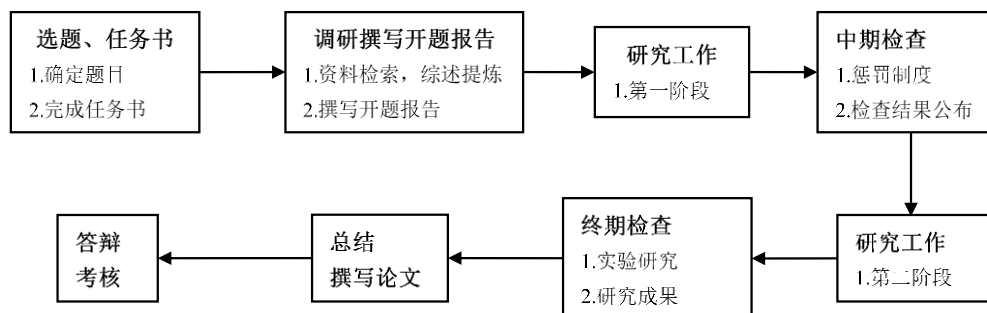 选题、任务书
1.确定题目
2.完成任务书
调研撰写开题报告
1.资料检索，综述提炼
2.撰写开题报告
研究工作
1.第一阶段
中期检查
1.惩罚制度
2.检查结果公布
研究工作
1.第二阶段
终期检查
1.实验研究
2.研究成果
总结
撰写论文
答辩
考核